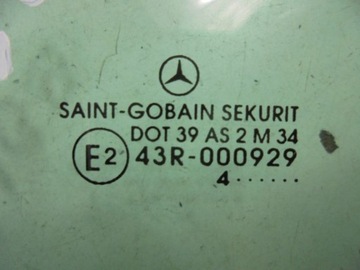 SAINT-GOBAIN SEKURIT
DOT 39 AS 2 M 34
E2 43R-000929
4······